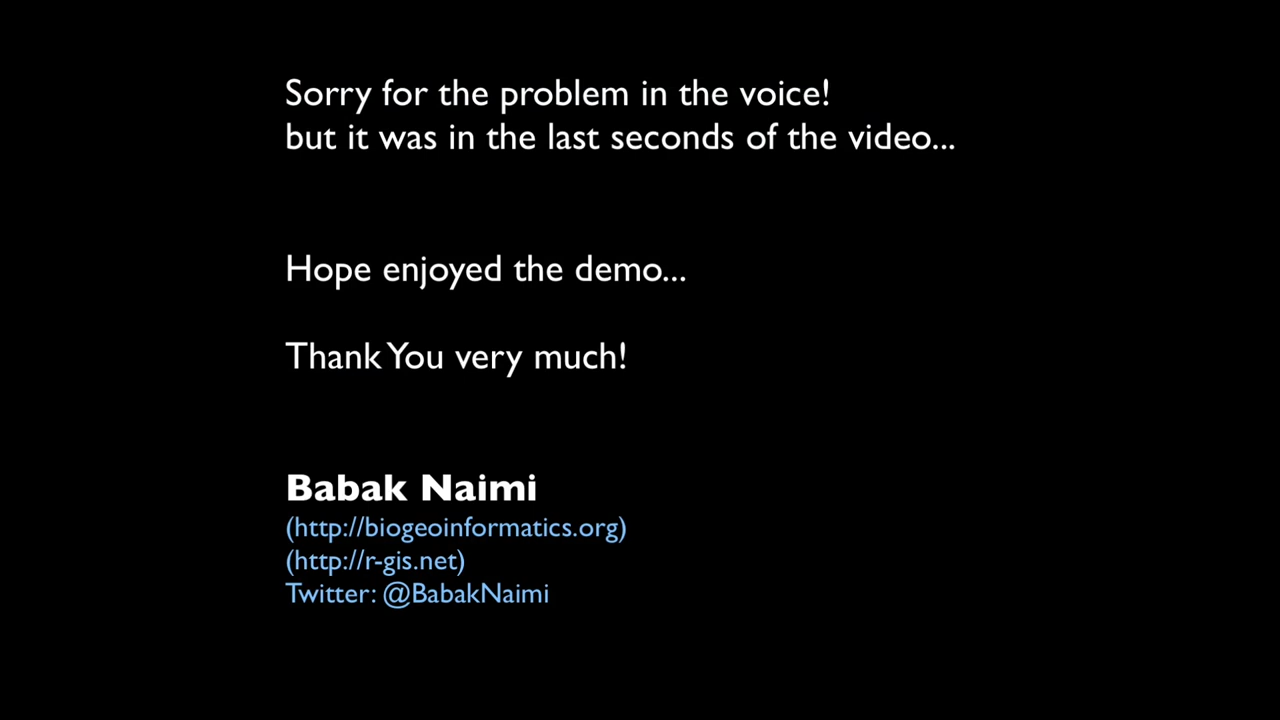 Sorry for the problem in the voice!
but it was in the last seconds of the video...
Hope enjoyed the demo...
Thank You very much!
Babak Naimi
(http://biogeoinformatics.org)
(http://r-gis.net)
Twitter: @BabakNaimi